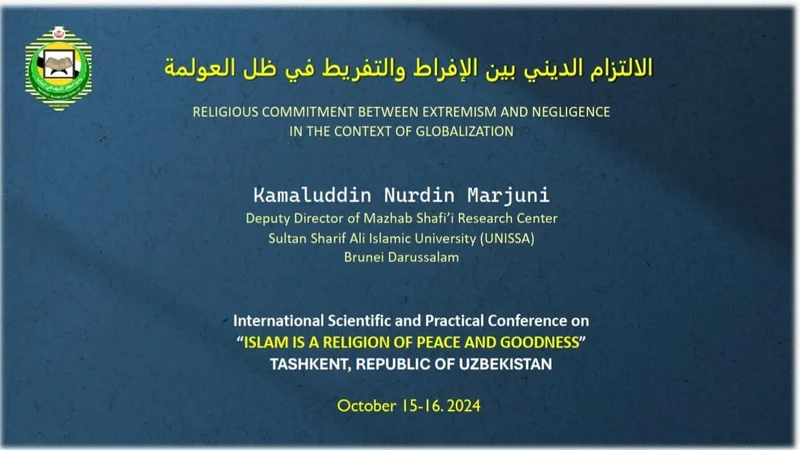 الالتزام الديني بين الإفراط والتفريط في ظل العولمة
RELIGIOUS COMMITMENT BETWEEN EXTREMISM AND NEGLIGENCE
IN THE CONTEXT OF GLOBALIZATION
Kamaluddin Nurdin Marjuni
Deputy Director of Mazhab Shafi’i Research Center
Sultan Sharif Ali Islamic University (UNISSA)
Brunei Darussalam
International Scientific and Practical Conference on
“ISLAM IS A RELIGION OF PEACE AND GOODNESS”
TASHKENT, REPUBLIC OF UZBEKISTAN
October 15-16. 2024